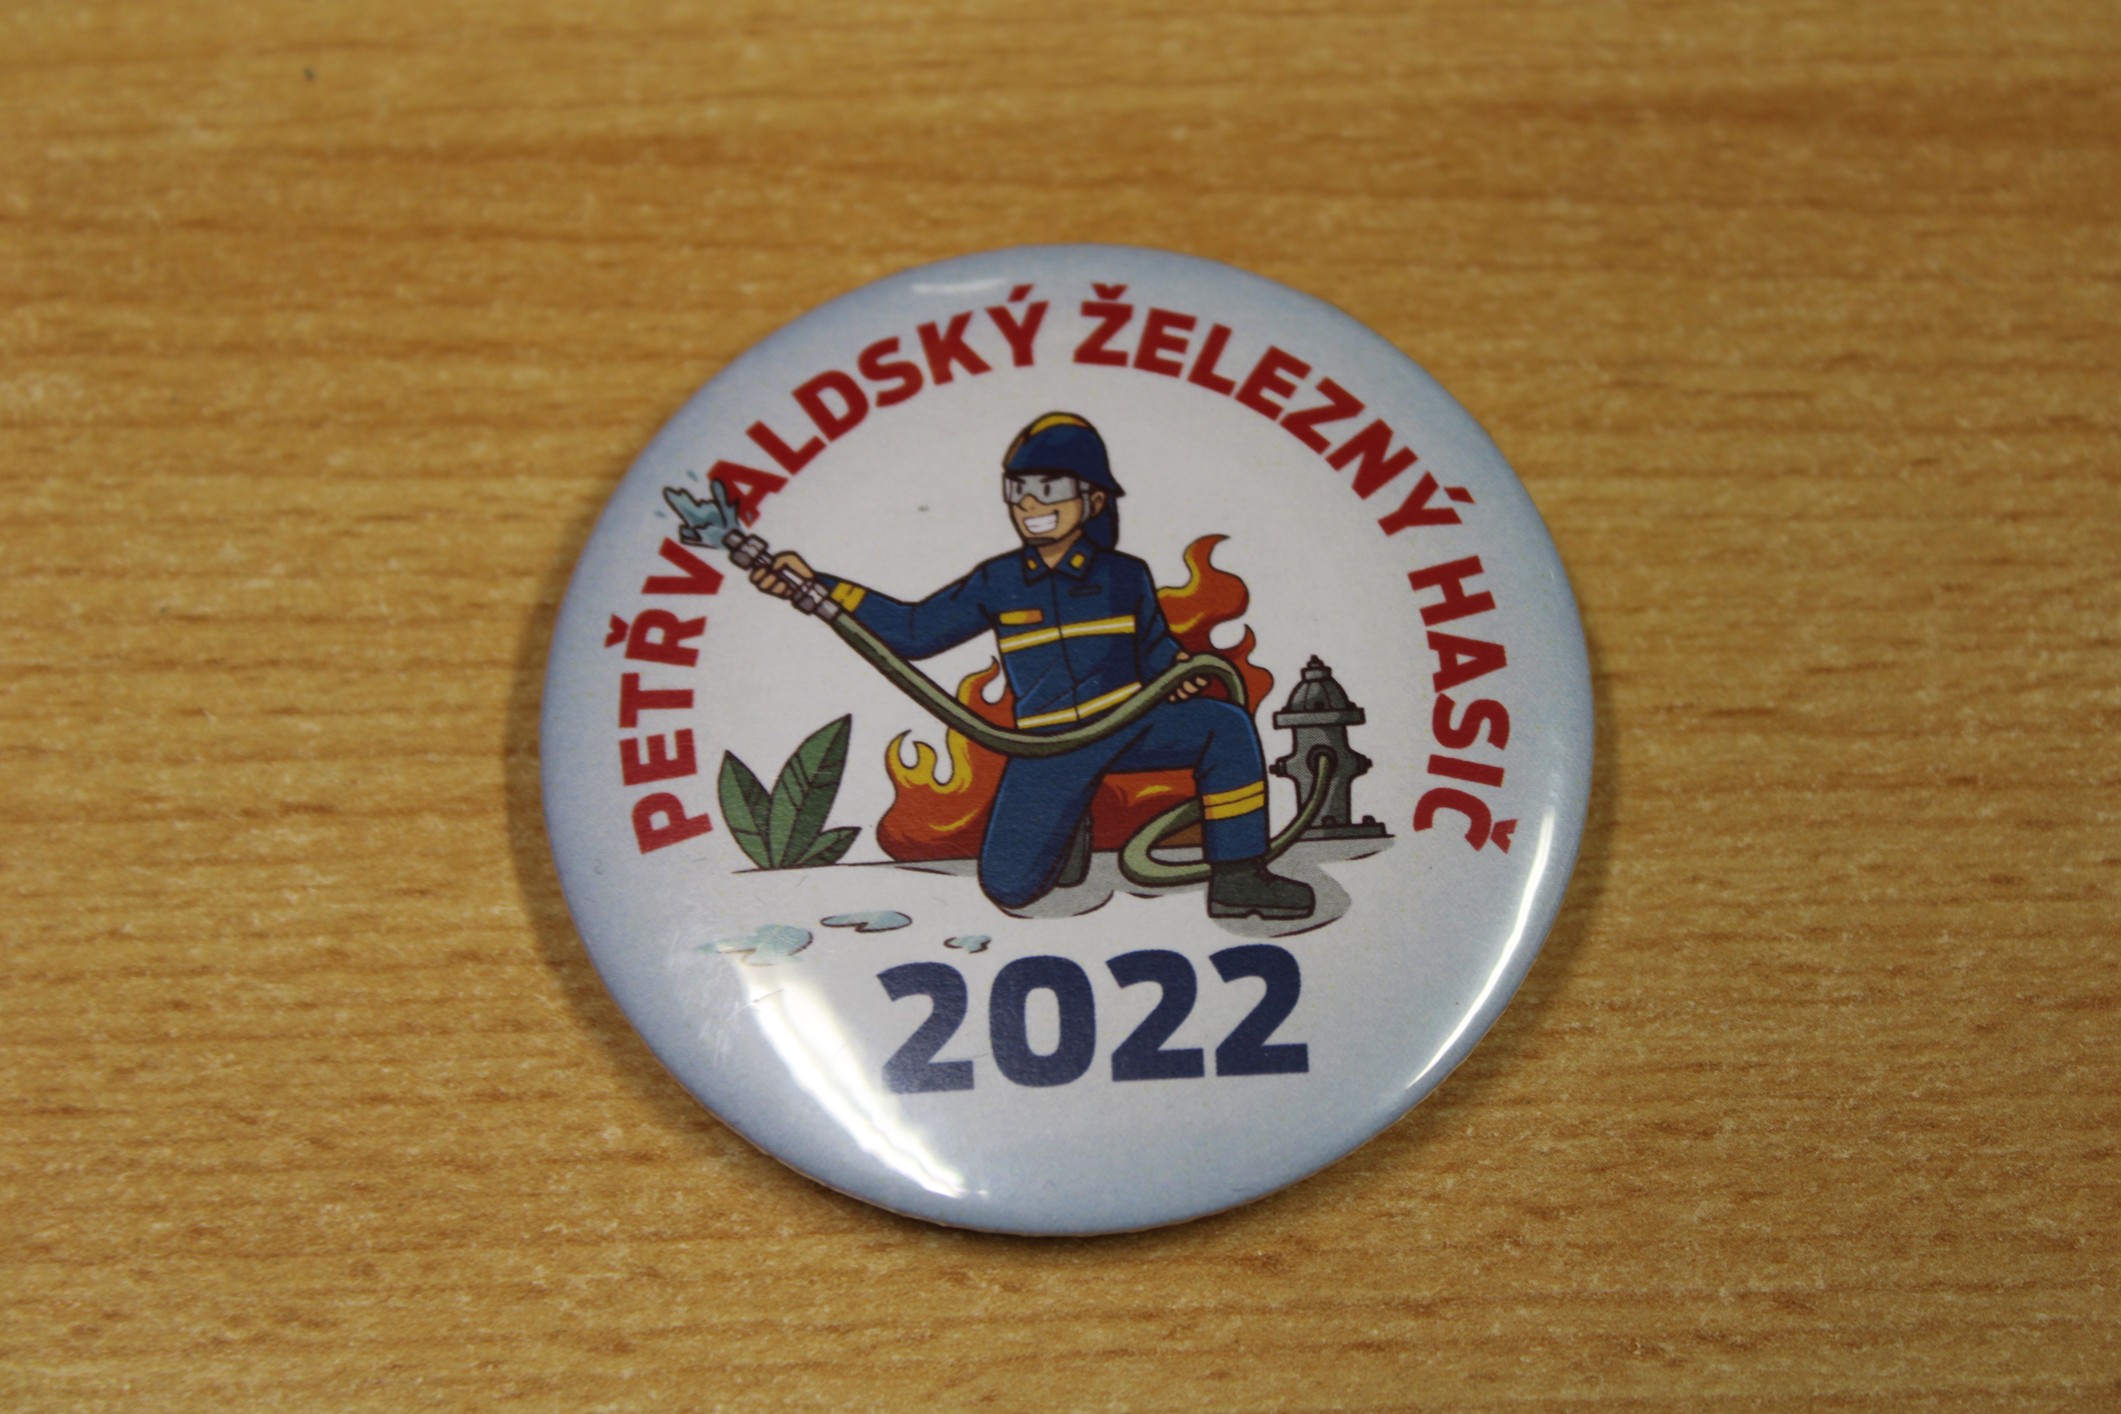 PETŘVALDSKÝ ŽELEZNÝ HASIČ
2022